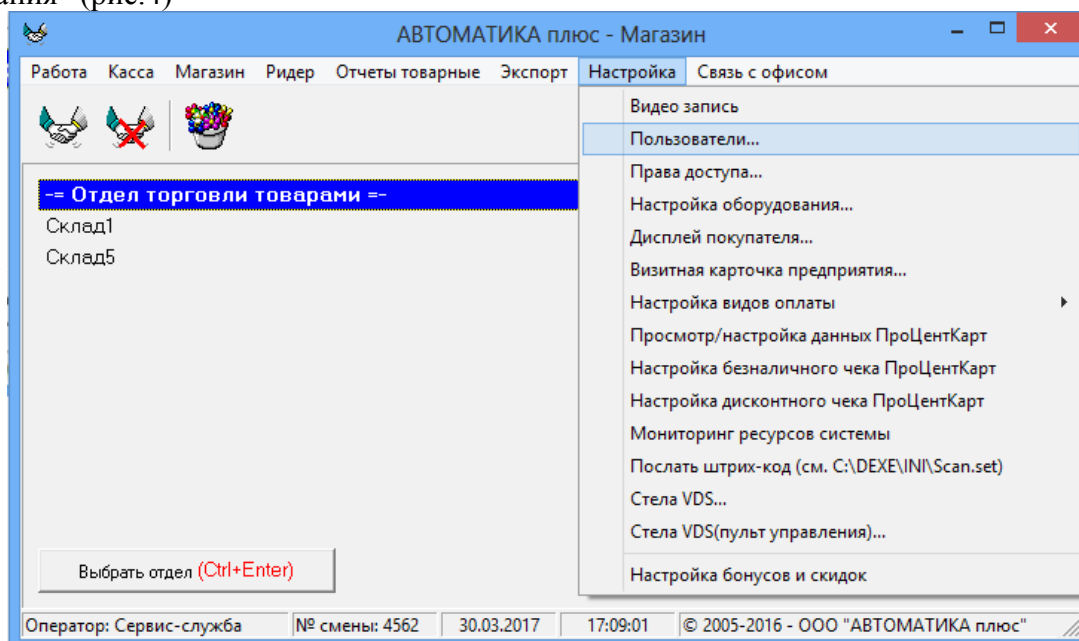 (рис.4)
АВТОМАТИКА плюс - Магазин
Работа Касса Магазин Ридер Отчеты товарные Экспорт Настройка Связь с офисом
Видео запись
Пользователи...
Права доступа...
Настройка оборудования...
Дисплей покупателя...
Визитная карточка предприятия...
Настройка видов оплаты
Просмотр/настройка данных ПроЦентКарт
Настройка безналичного чека ПроЦентКарт
Настройка дисконтного чека ПроЦентКарт
Мониторинг ресурсов системы
Послать штрих-код (см. C:\DEXE\INI\Scan.set)
Стела VDS...
Стела VDS(пульт управления)...
Настройка бонусов и скидок
-= Отдел торговли товарами =-
Склад1
Склад5
Выбрать отдел (Ctrl+Enter)
Оператор: Сервис-служба № смены: 4562 30.03.2017 17:09:01 © 2005-2016 - ООО "АВТОМАТИКА плюс"